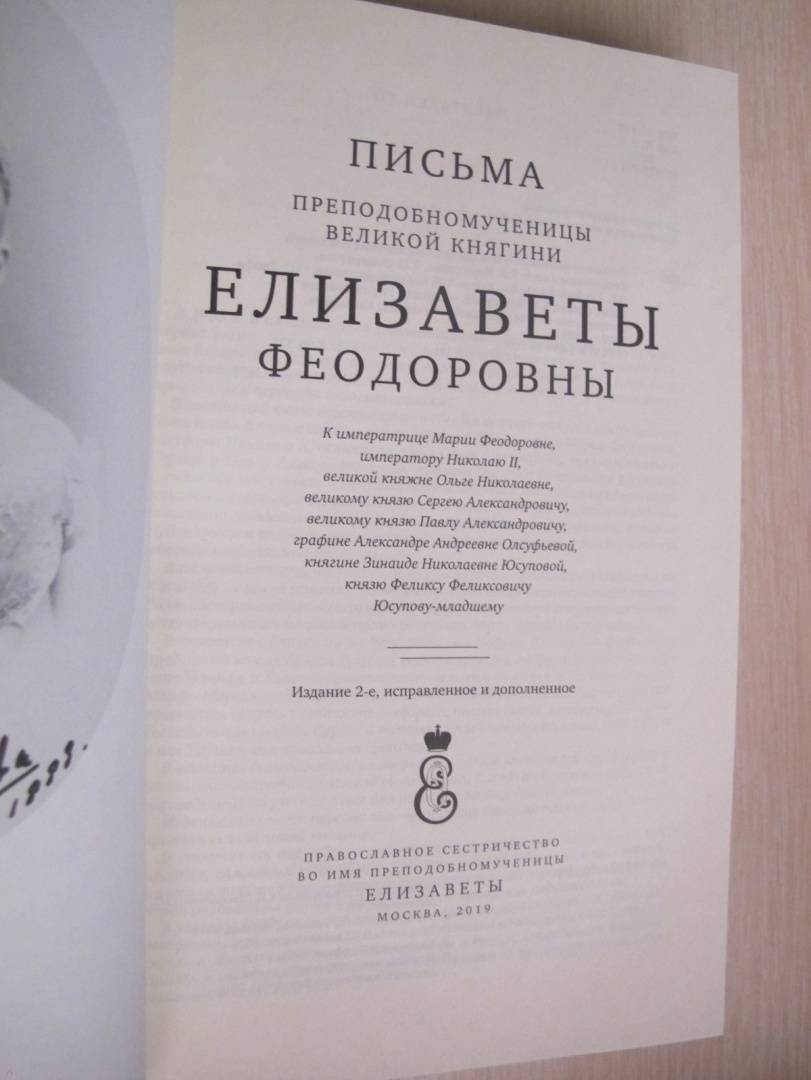 ПИСЬМА
ПРЕПОДОБНОМУЧЕНИЦЫ
ВЕЛИКОЙ КНЯГИНИ
ЕЛИЗАВЕТЫ
ФЕОДОРОВНЫ
К императрице Марии Феодоровне,
императору Николаю II,
великой княжне Ольге Николаевне,
великому князю Сергею Александровичу,
великому князю Павлу Александровичу,
графине Александре Андреевне Олсуфьевой,
княгине Зинаиде Николаевне Юсуповой,
князю Феликсу Феликсовичу
Юсупову-младшему
Издание 2-е, исправленное и дополненное
ПРАВОСЛАВНОЕ СЕСТРИЧЕСТВО
ВО ИМЯ ПРЕПОДОБНОМУЧЕНИЦЫ
ЕЛИЗАВЕТЫ
МОСКВА, 2019